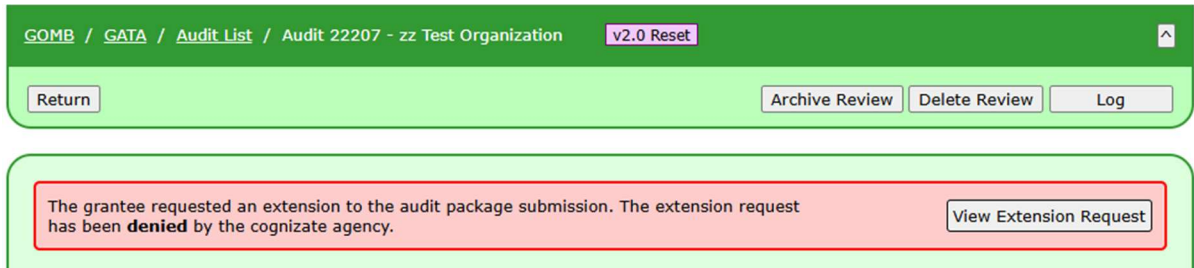 GOMB / GATA / Audit List / Audit 22207 - zz Test Organization v2.0 Reset ^
Return Archive Review Delete Review Log
The grantee requested an extension to the audit package submission. The extension request
has been denied by the cognizate agency.
View Extension Request